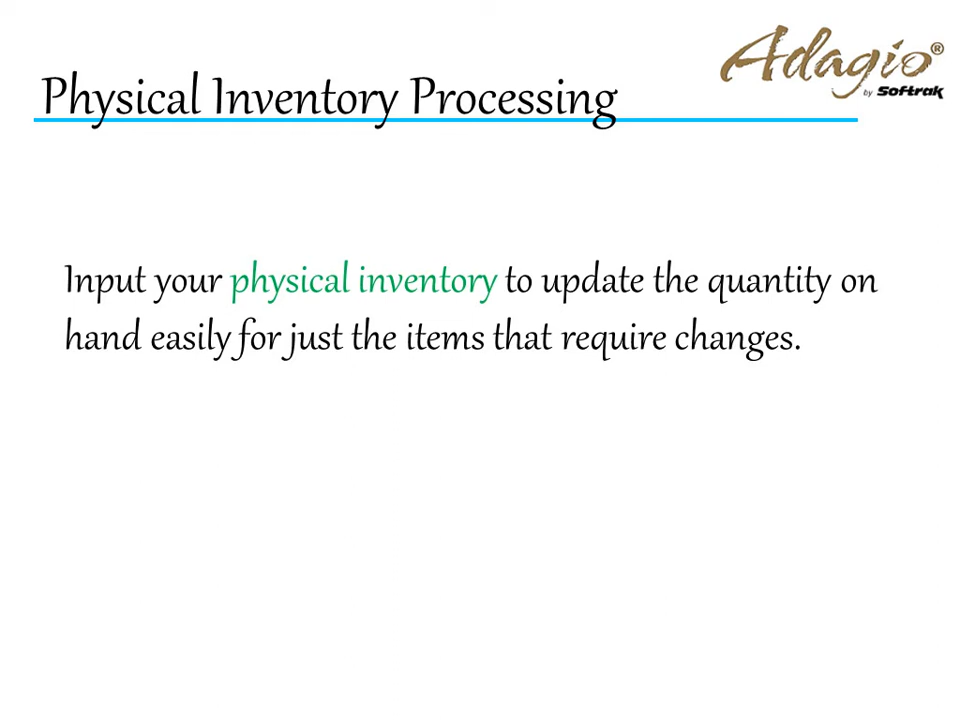 Adagio®
by Softrak
Physical Inventory Processing
Input your physical inventory to update the quantity on
hand easily for just the items that require changes.